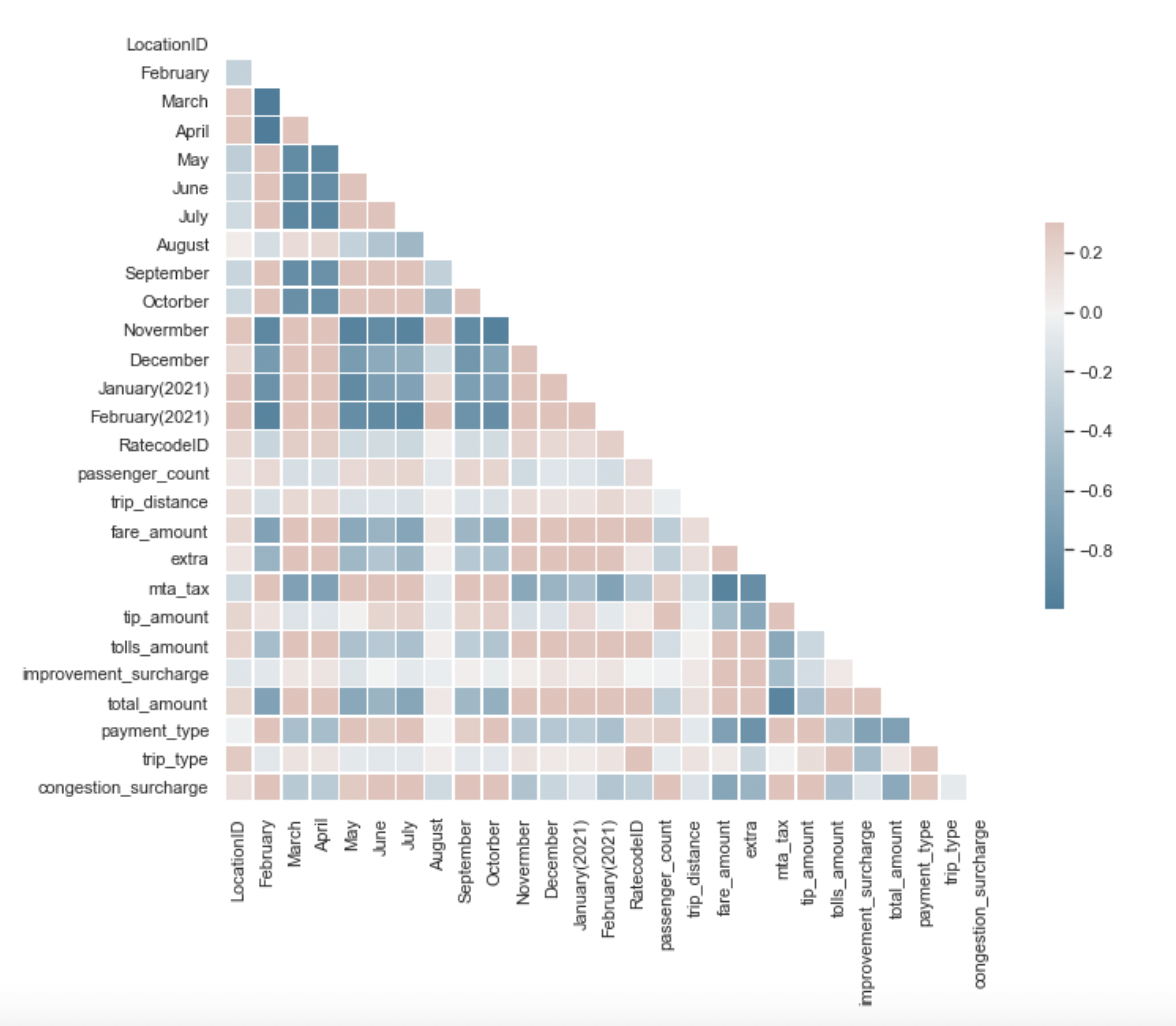 LocationID
February
March
April
May
June
July
August
September
Octorber
Novermber
December
January(2021)
February(2021)
RatecodeID
passenger_count
trip_distance
fare_amount
extra
mta_tax
tip_amount
tolls_amount
improvement_surcharge
total_amount
payment_type
trip_type
congestion_surcharge
0.2
0.0
−0.2
−0.4
−0.6
−0.8
LocationID
February
March
April
May
June
July
August
September
Octorber
Novermber
December
January(2021)
February(2021)
RatecodeID
passenger_count
trip_distance
fare_amount
extra
mta_tax
tip_amount
tolls_amount
improvement_surcharge
total_amount
payment_type
trip_type
congestion_surcharge